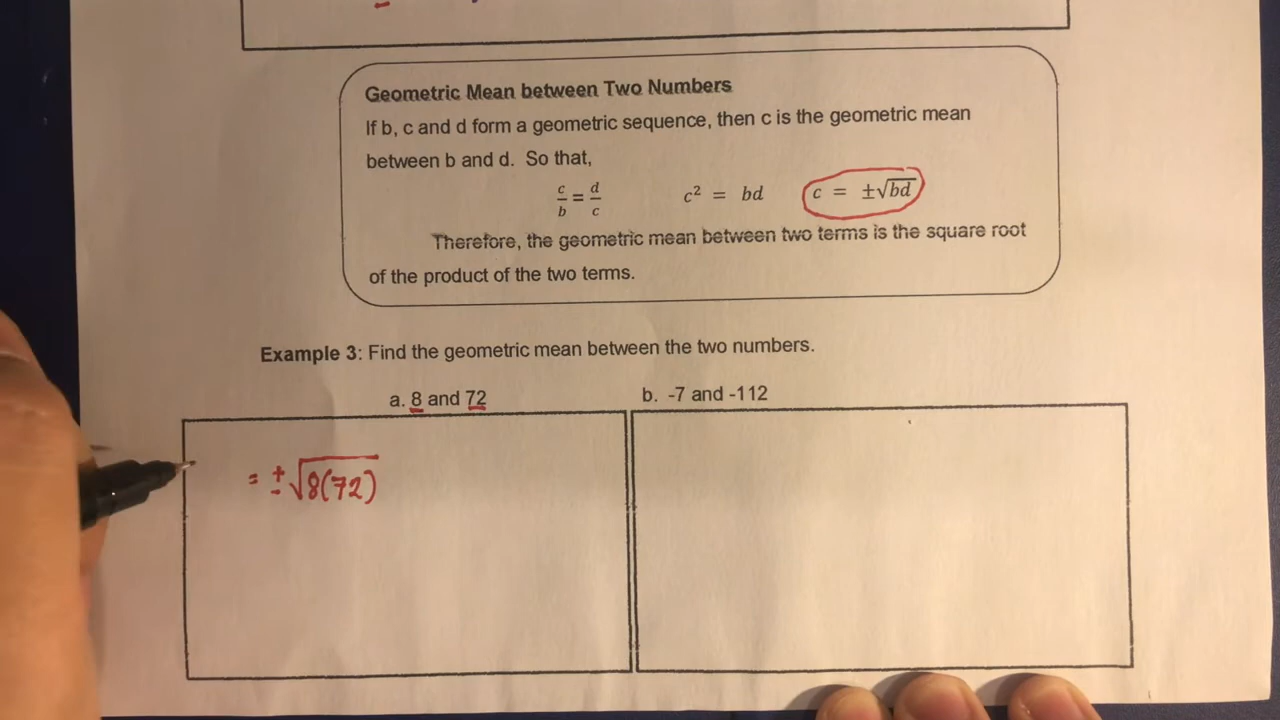 Geometric Mean between Two Numbers
If b, c and d form a geometric sequence, then c is the geometric mean
between b and d. So that,
c/b = d/c    c² = bd    c = ±√bd
Therefore, the geometric mean between two terms is the square root
of the product of the two terms.
Example 3: Find the geometric mean between the two numbers.
a. 8 and 72    b. -7 and -112
= ±√8(72)